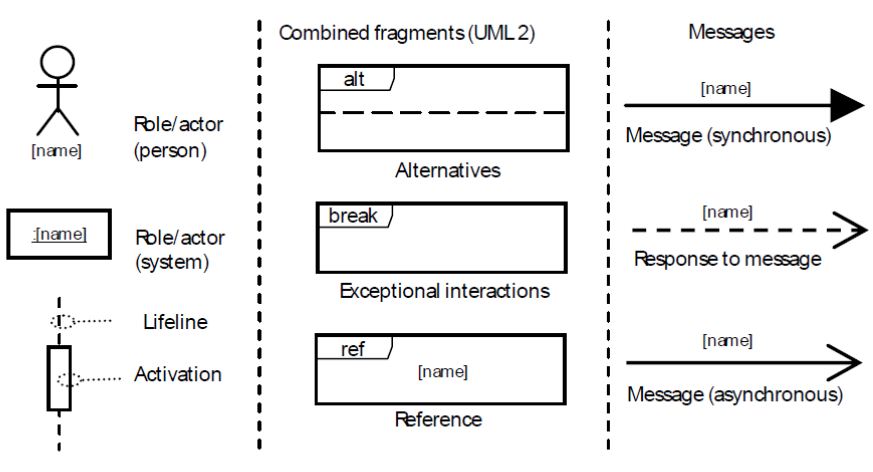 [name]
Role/actor
(person)
:[name]
Role/actor
(system)
Lifeline
Activation
Combined fragments (UML 2)
alt
Alternatives
break
Exceptional interactions
ref
[name]
Reference
Messages
[name]
Message (synchronous)
[name]
Response to message
[name]
Message (asynchronous)